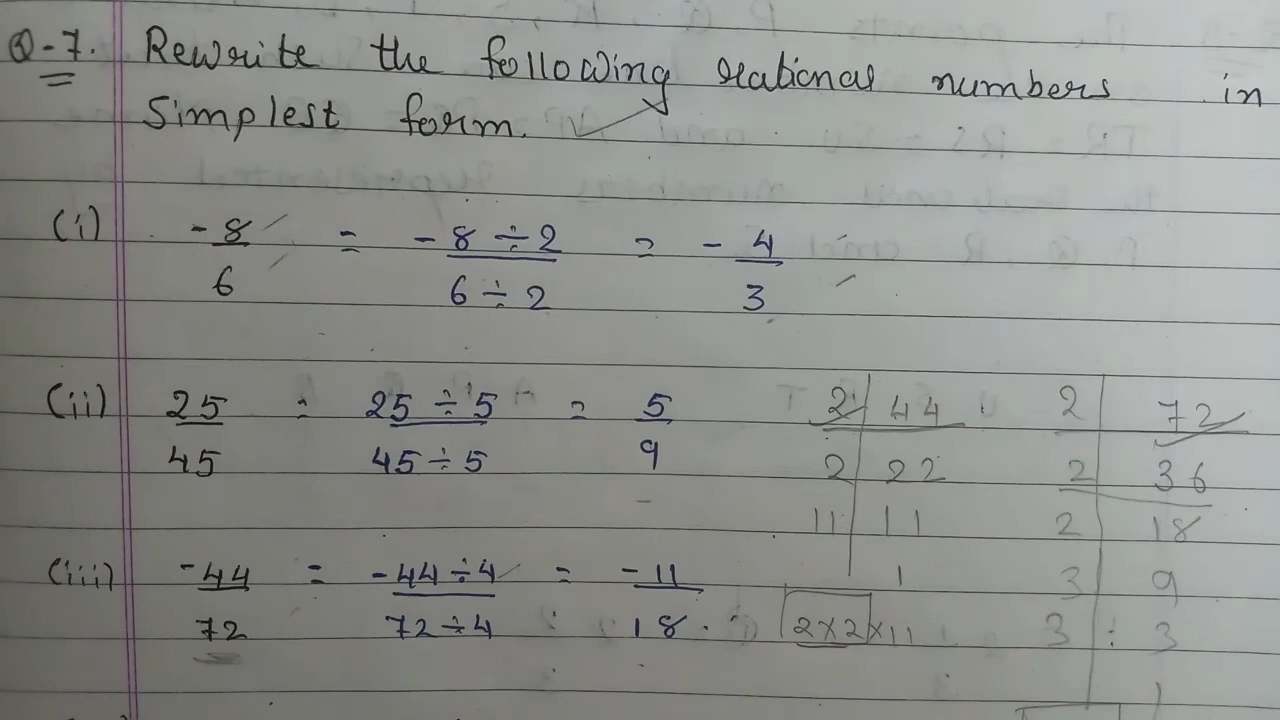 Q-7. Rewrite the following rational numbers in
Simplest form.
(i) -8/6 = -8÷2/6÷2 = -4/3
(ii) 25/45 = 25÷5/45÷5 = 5/9
(iii) -44/72 = -44÷4/72÷4 = -11/18.
2 | 44
2 | 22
11 | 11
1
2×2×11
2 | 72
2 | 36
2 | 18
3 | 9
3 | 3
1